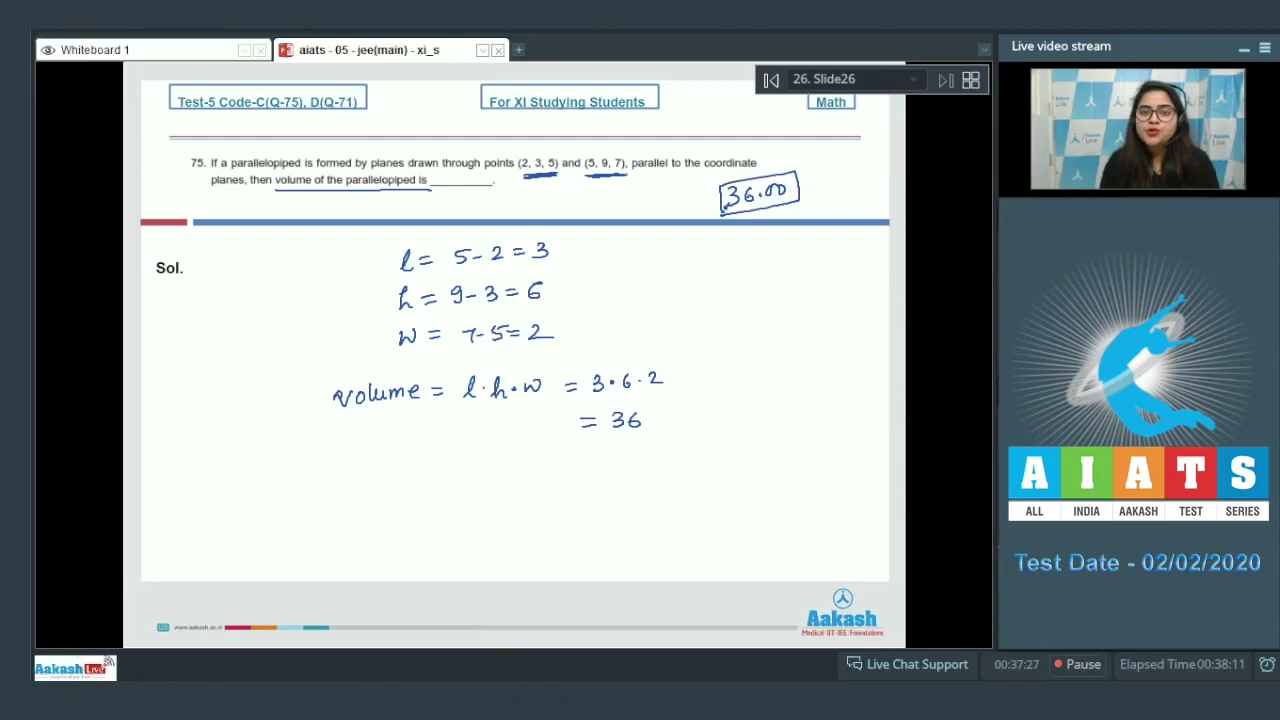 Whiteboard 1
aiats - 05 - jee(main) - xi_s
Live video stream
26. Slide26
Test-5 Code-C(Q-75), D(Q-71)
For XI Studying Students
Math
75. If a parallelopiped is formed by planes drawn through points (2, 3, 5) and (5, 9, 7), parallel to the coordinate
planes, then volume of the parallelopiped is __________.
36.00
Sol.
l = 5 - 2 = 3
h = 9 - 3 = 6
w = 7 - 5 = 2
Volume = l · h · w = 3 · 6 · 2
= 36
A I A T S
ALL INDIA AAKASH TEST SERIES
Test Date - 02/02/2020
www.aakash.ac.in
Aakash
Medical|IIT-JEE|Foundations
Aakash Live
Live Chat Support
00:37:27
Pause
Elapsed Time 00:38:11